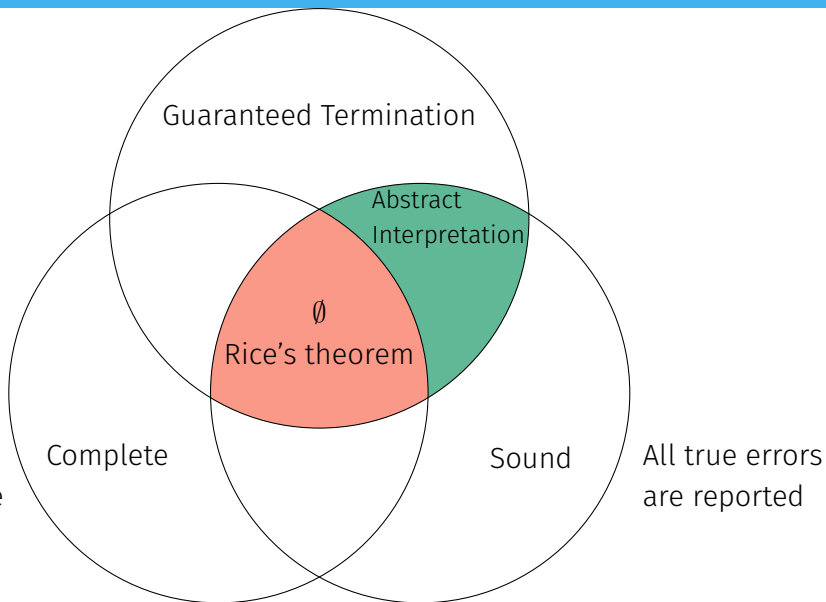 Guaranteed Termination
Abstract
Interpretation
∅
Rice's theorem
Complete
Sound
All true errors
are reported